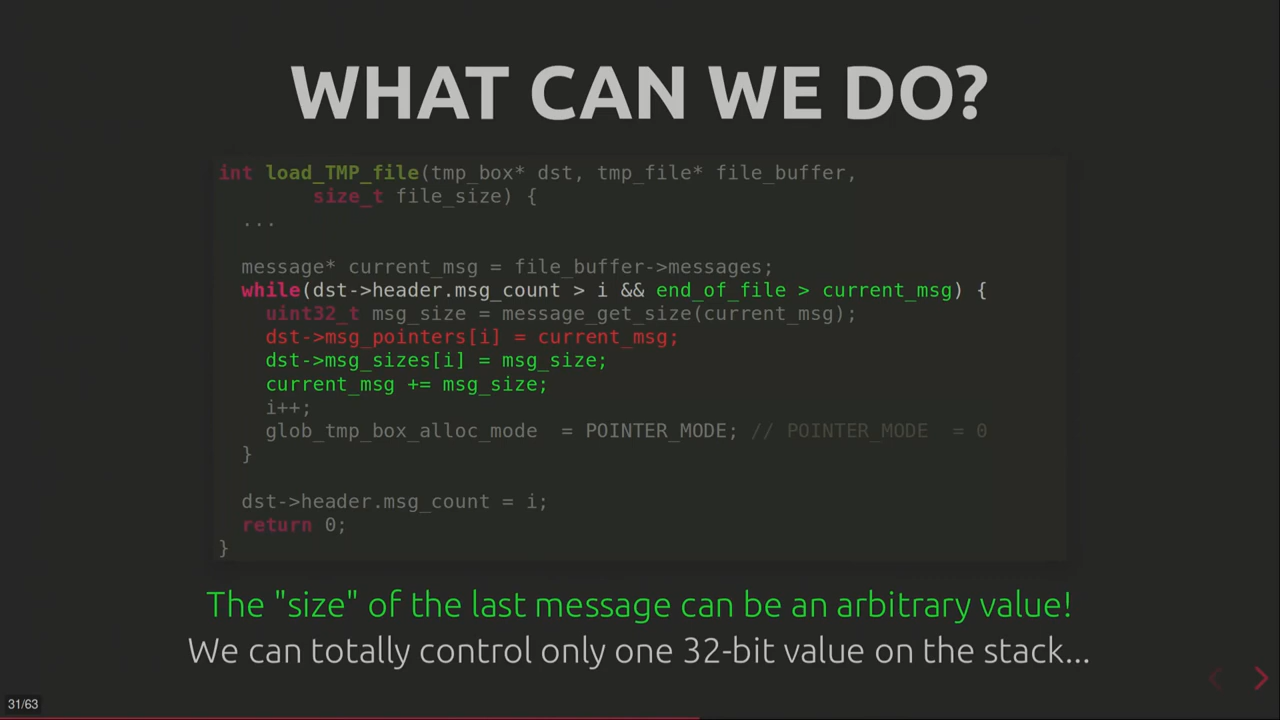 WHAT CAN WE DO?
int load_TMP_file(tmp_box* dst, tmp_file* file_buffer,
size_t file_size) {
...
message* current_msg = file_buffer->messages;
while(dst->header.msg_count > i && end_of_file > current_msg) {
uint32_t msg_size = message_get_size(current_msg);
dst->msg_pointers[i] = current_msg;
dst->msg_sizes[i] = msg_size;
current_msg += msg_size;
i++;
glob_tmp_box_alloc_mode  = POINTER_MODE; // POINTER_MODE  = 0
}
dst->header.msg_count = i;
return 0;
}
The "size" of the last message can be an arbitrary value!
We can totally control only one 32-bit value on the stack...
31/63